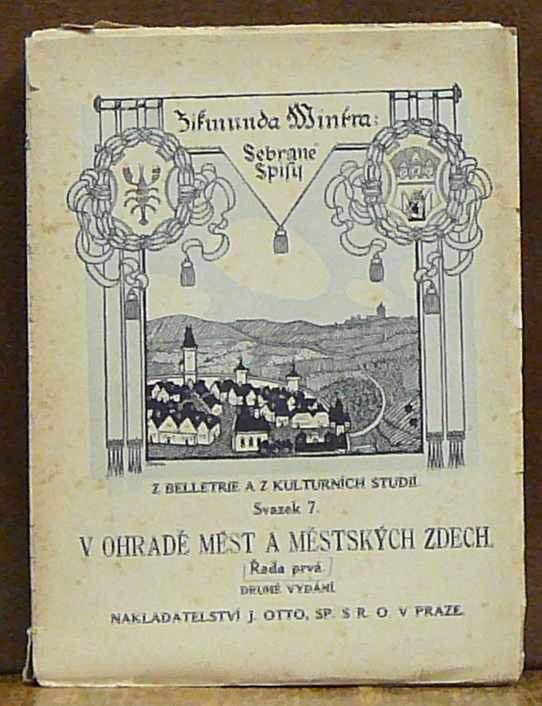 Zikmunda Wintra:
Sebrané
Spisy
Z BELLETRIE A Z KULTURNÍCH STUDIÍ.
Svazek 7.
V OHRADĚ MĚST A MĚSTSKÝCH ZDECH.
Řada prvá
DRUHÉ VYDÁNÍ.
NAKLADATELSTVÍ J. OTTO, SP. S R. O. V PRAZE.